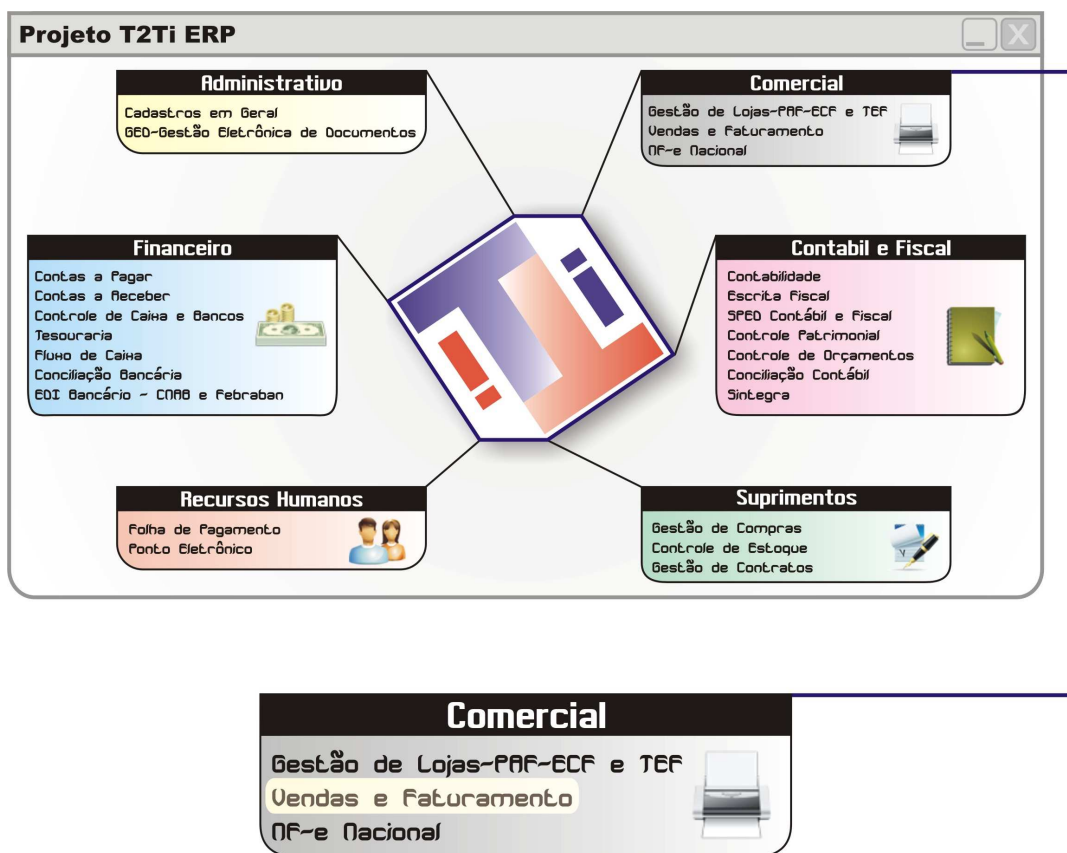 Projeto T2Ti ERP
Administrativo
Cadastros em Geral
GED-Gestão Eletrônica de Documentos
Comercial
Gestão de Lojas-PAF-ECF e TEF
Vendas e Faturamento
NF-e Nacional
Financeiro
Contas a Pagar
Contas a Receber
Controle de Caixa e Bancos
Tesouraria
Fluxo de Caixa
Conciliação Bancária
EDI Bancário - CNAB e Febraban
Contabil e Fiscal
Contabilidade
Escrita Fiscal
SPED Contábil e Fiscal
Controle Patrimonial
Controle de Orçamentos
Conciliação Contábil
Sintegra
Recursos Humanos
Folha de Pagamento
Ponto Eletrônico
Suprimentos
Gestão de Compras
Controle de Estoque
Gestão de Contratos
Comercial
Gestão de Lojas-PAF-ECF e TEF
Vendas e Faturamento
NF-e Nacional